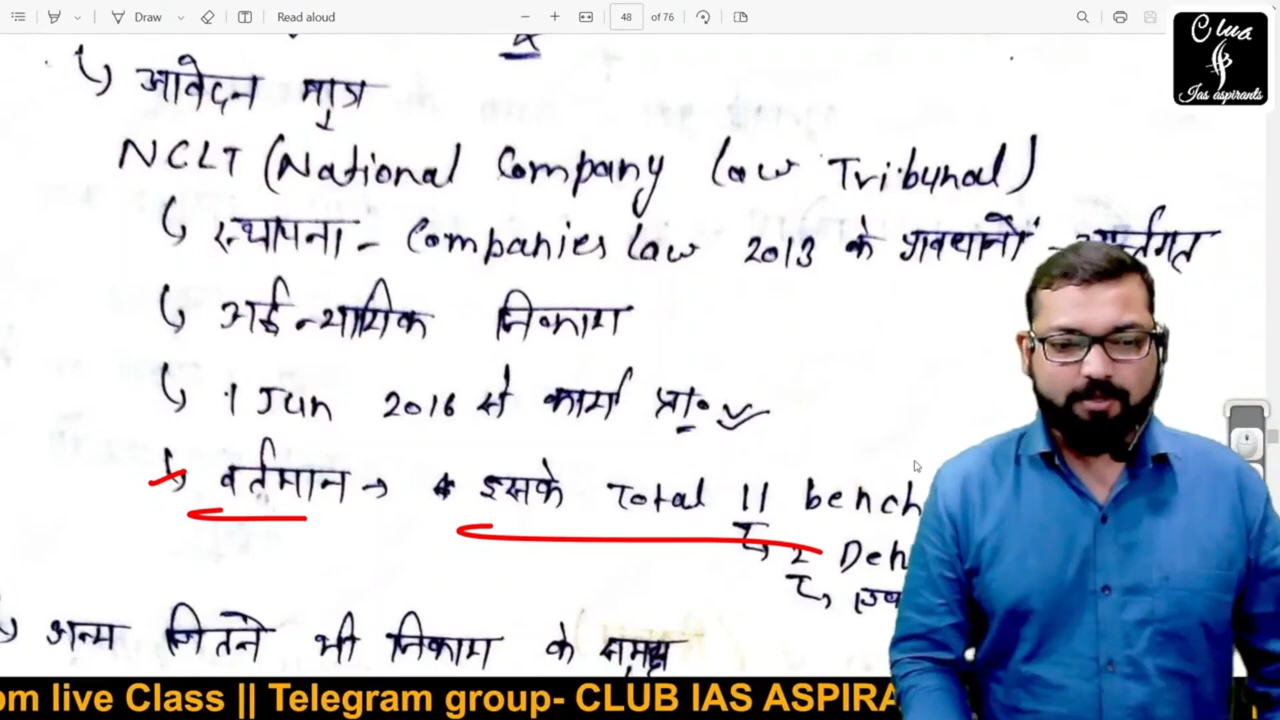 Draw
Read aloud
48 of 76
Clua
Ias aspirants
आवेदन मात्र
NCLT (National Company Law Tribunal)
स्थापना - Companies Law 2013 के प्रावधानों
अर्द्ध न्यायिक निकाय
1 Jun 2016 से कार्य प्रा॰
वर्तमान → इसके Total 11 bench
2 Deh
अन्य जितने भी निकाय के समक्ष
om live Class || Telegram group- CLUB IAS ASPIRA